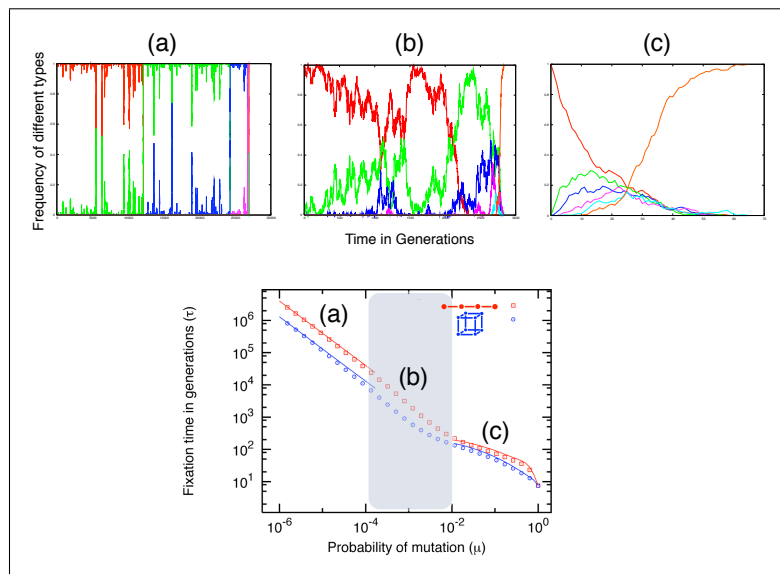 (a)
(b)
(c)
Frequency of different types
Time in Generations
Fixation time in generations (τ)
10^6
10^5
10^4
10^3
10^2
10^1
(a)
(b)
(c)
10^-6
10^-4
10^-2
10^0
Probability of mutation (μ)